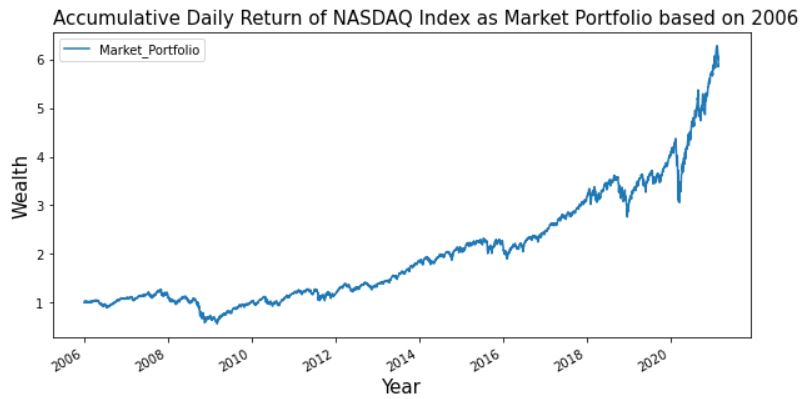 Accumulative Daily Return of NASDAQ Index as Market Portfolio based on 2006
Market_Portfolio
Wealth
6
5
4
3
2
1
2006 2008 2010 2012 2014 2016 2018 2020
Year